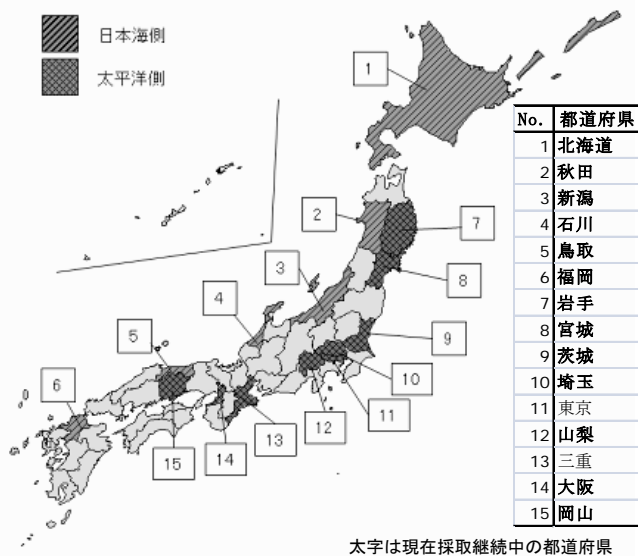 日本海側
太平洋側
1
2
3
4
5
6
7
8
9
10
11
12
13
14
15
No. 都道府県
1 北海道
2 秋田
3 新潟
4 石川
5 鳥取
6 福岡
7 岩手
8 宮城
9 茨城
10 埼玉
11 東京
12 山梨
13 三重
14 大阪
15 岡山
太字は現在採取継続中の都道府県